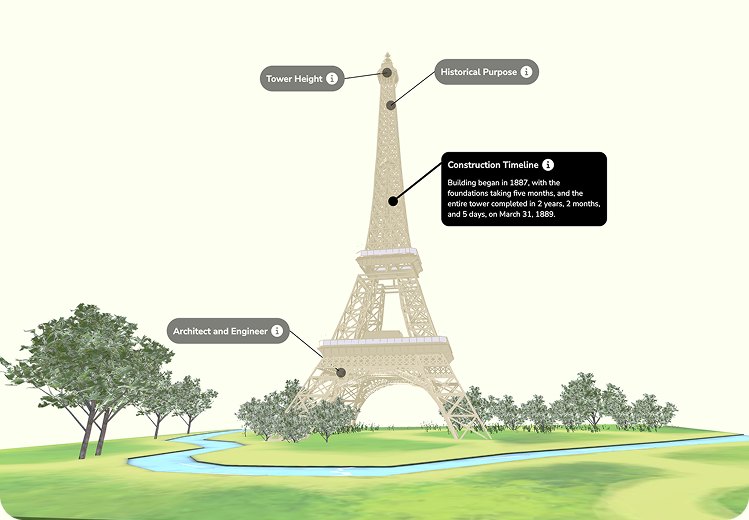 Tower Height
Historical Purpose
Construction Timeline
Building began in 1887, with the
foundations taking five months, and the
entire tower completed in 2 years, 2 months,
and 5 days, on March 31, 1889.
Architect and Engineer